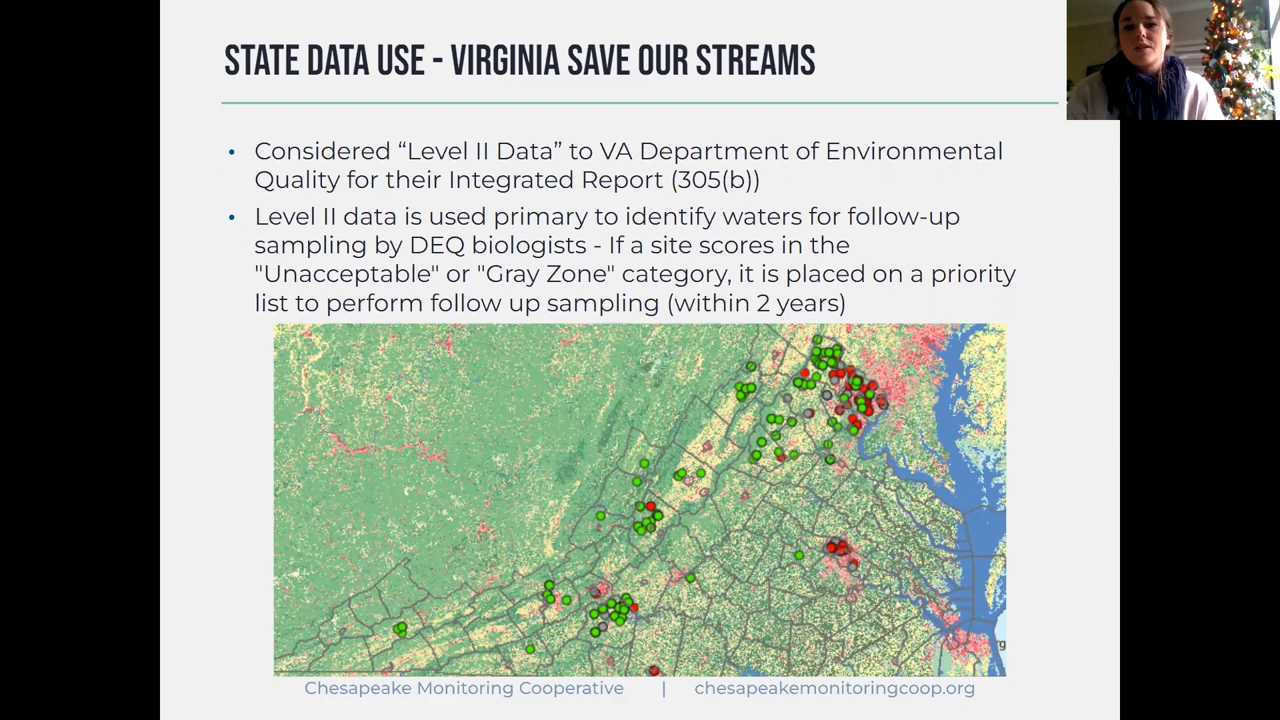 STATE DATA USE - VIRGINIA SAVE OUR STREAMS
• Considered “Level II Data” to VA Department of Environmental
Quality for their Integrated Report (305(b))
• Level II data is used primary to identify waters for follow-up
sampling by DEQ biologists - If a site scores in the
"Unacceptable" or "Gray Zone" category, it is placed on a priority
list to perform follow up sampling (within 2 years)
Chesapeake Monitoring Cooperative | chesapeakemonitoringcoop.org